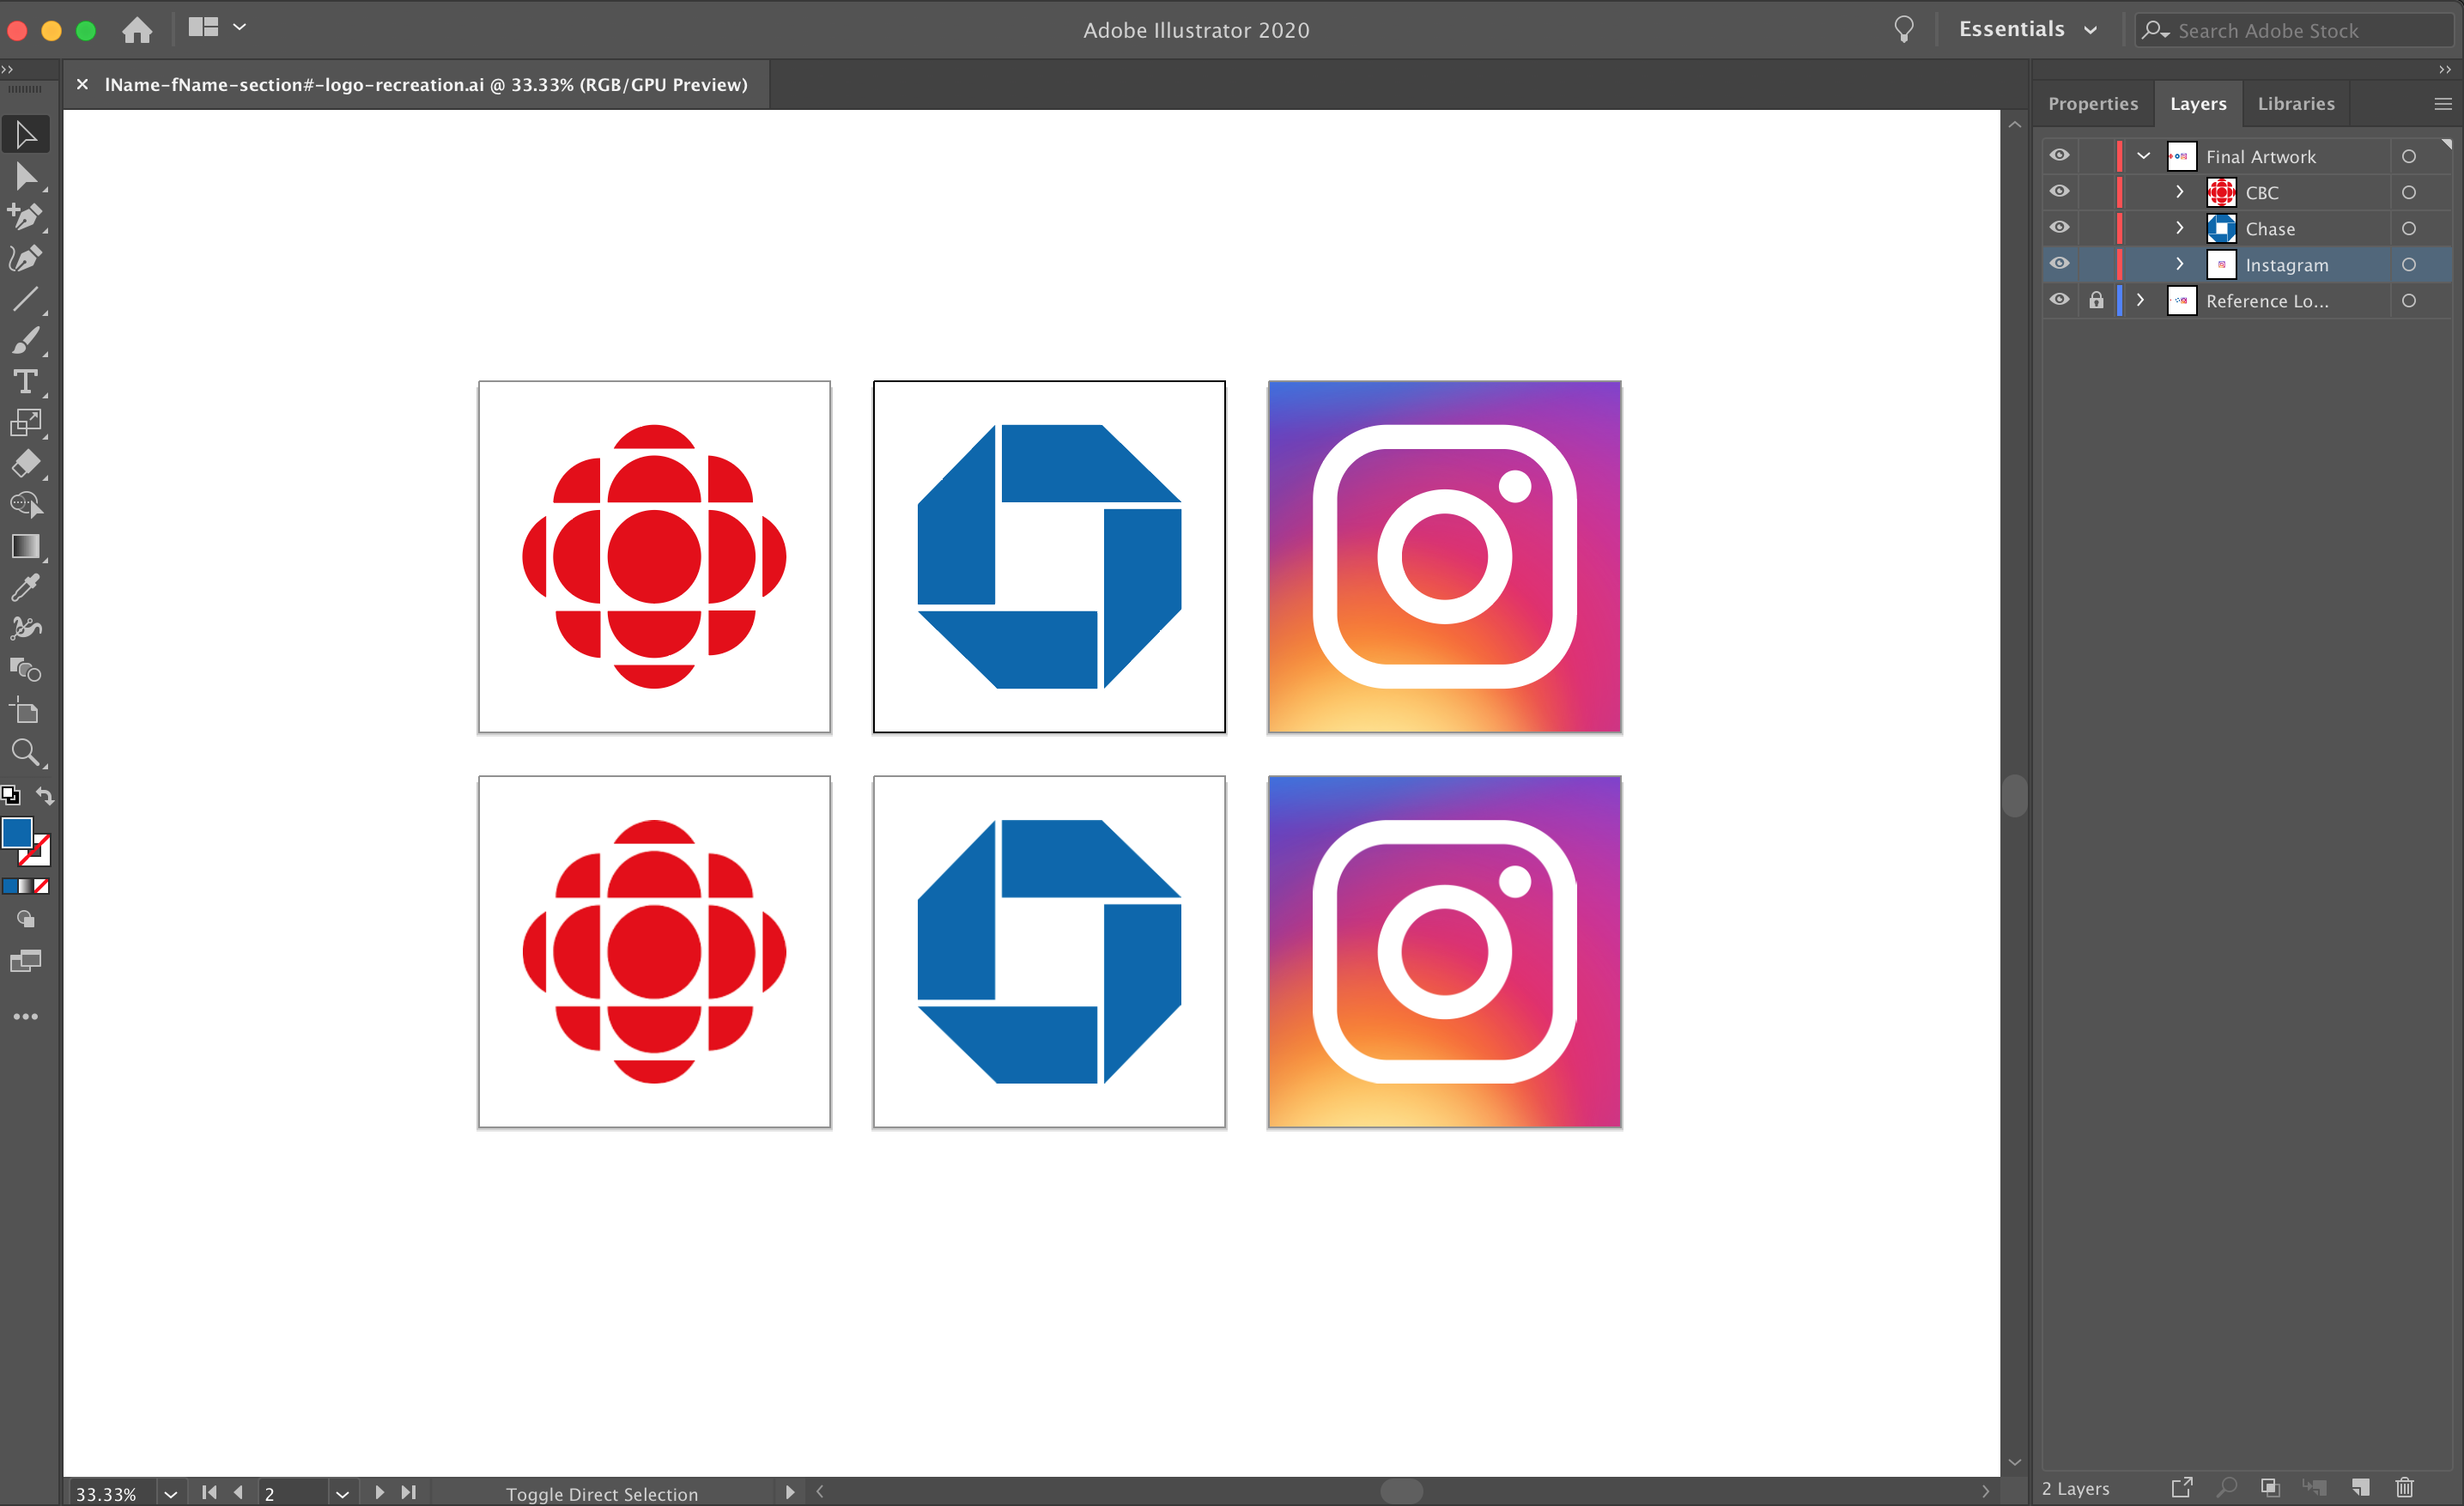 Adobe Illustrator 2020
Essentials
Search Adobe Stock
lName-fName-section#-logo-recreation.ai @ 33.33% (RGB/GPU Preview)
Properties
Layers
Libraries
Final Artwork
CBC
Chase
Instagram
Reference Lo...
33.33%
2
Toggle Direct Selection
2 Layers